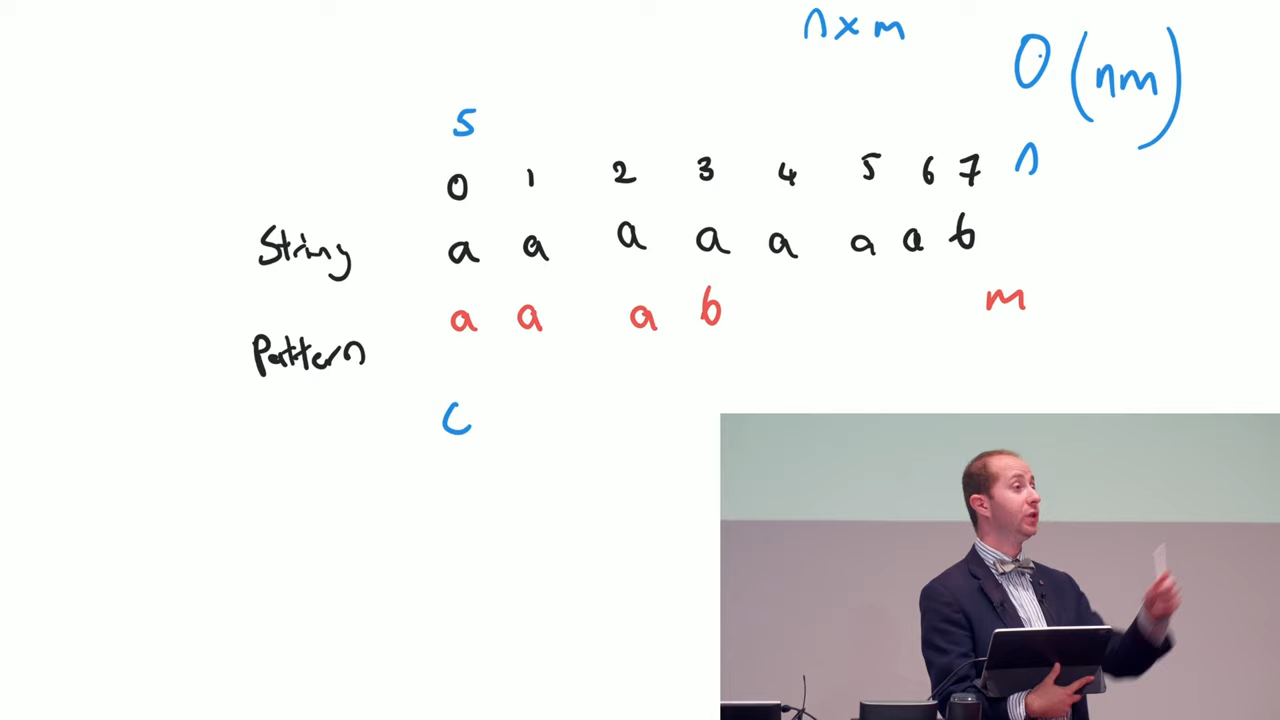 n × m
O(nm)
s
0 1 2 3 4 5 6 7 n
String a a a a a a a b
a a a b m
Pattern
c